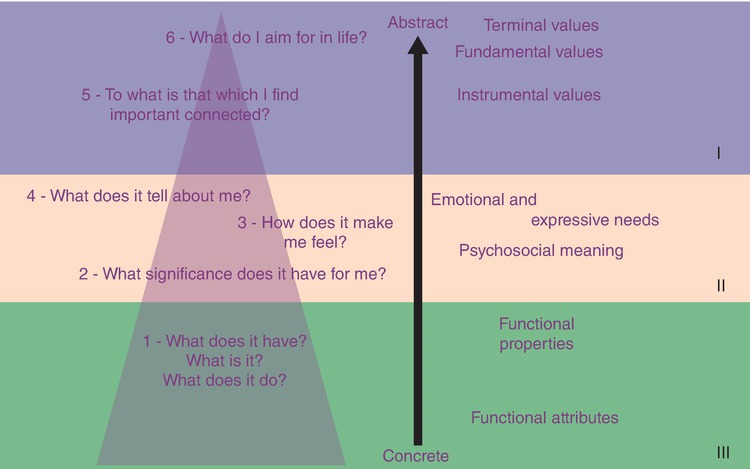 Abstract
Terminal values
6 - What do I aim for in life?
Fundamental values
5 - To what is that which I find
important connected?
Instrumental values
I
4 - What does it tell about me?
Emotional and
expressive needs
3 - How does it make
me feel?
Psychosocial meaning
2 - What significance does it have for me?
II
Functional
properties
1 - What does it have?
What is it?
What does it do?
Functional attributes
Concrete
III